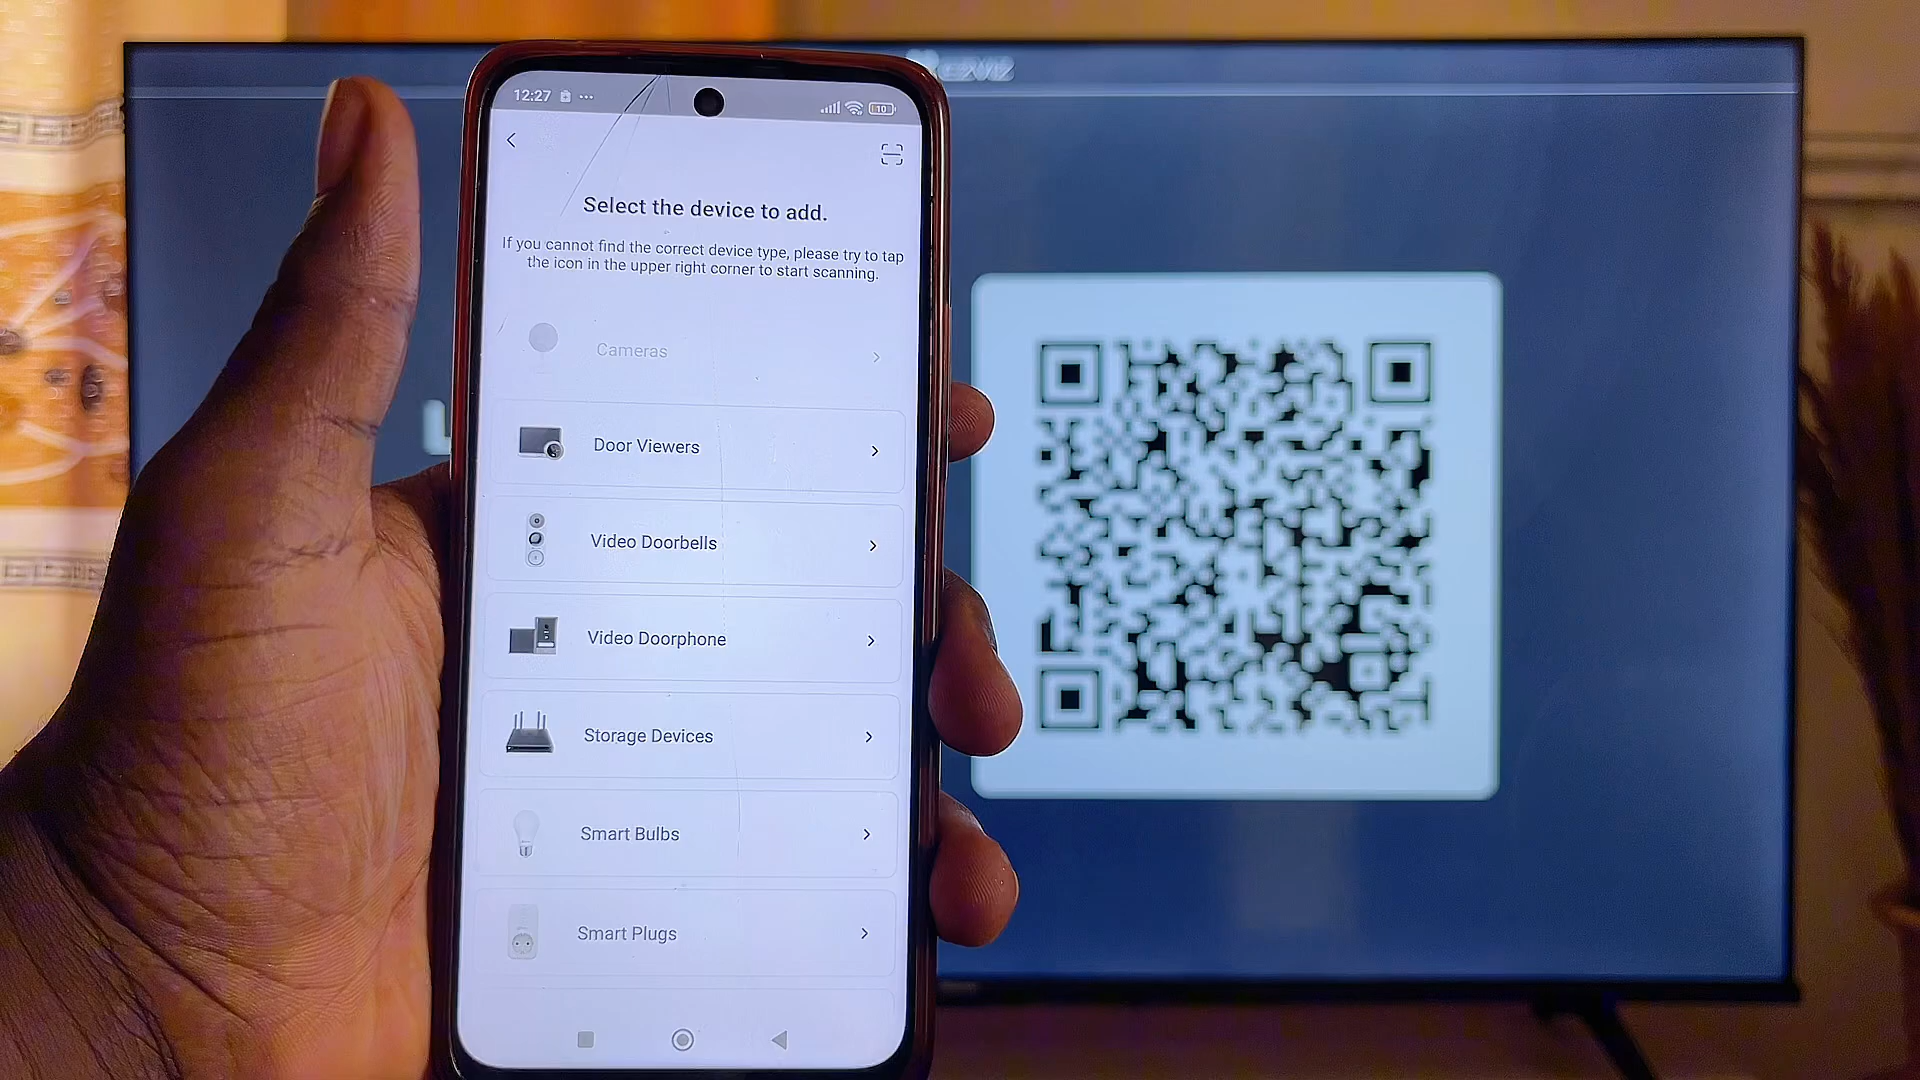 12:27
10
EZVIZ
Select the device to add.
If you cannot find the correct device type, please try to tap
the icon in the upper right corner to start scanning.
Cameras
Door Viewers
Video Doorbells
Video Doorphone
Storage Devices
Smart Bulbs
Smart Plugs
L